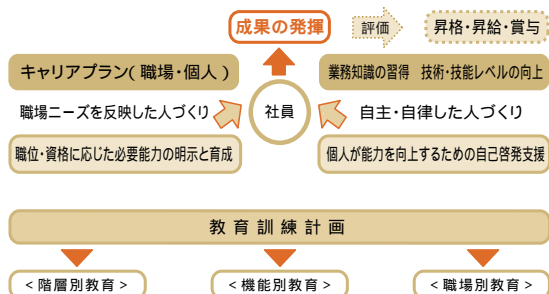 成果の発揮
評価
昇格・昇給・賞与
キャリアプラン(職場・個人)
業務知識の習得 技術・技能レベルの向上
職場ニーズを反映した人づくり
社員
自主・自律した人づくり
職位・資格に応じた必要能力の明示と育成
個人が能力を向上するための自己啓発支援
教育訓練計画
<階層別教育>
<機能別教育>
<職場別教育>